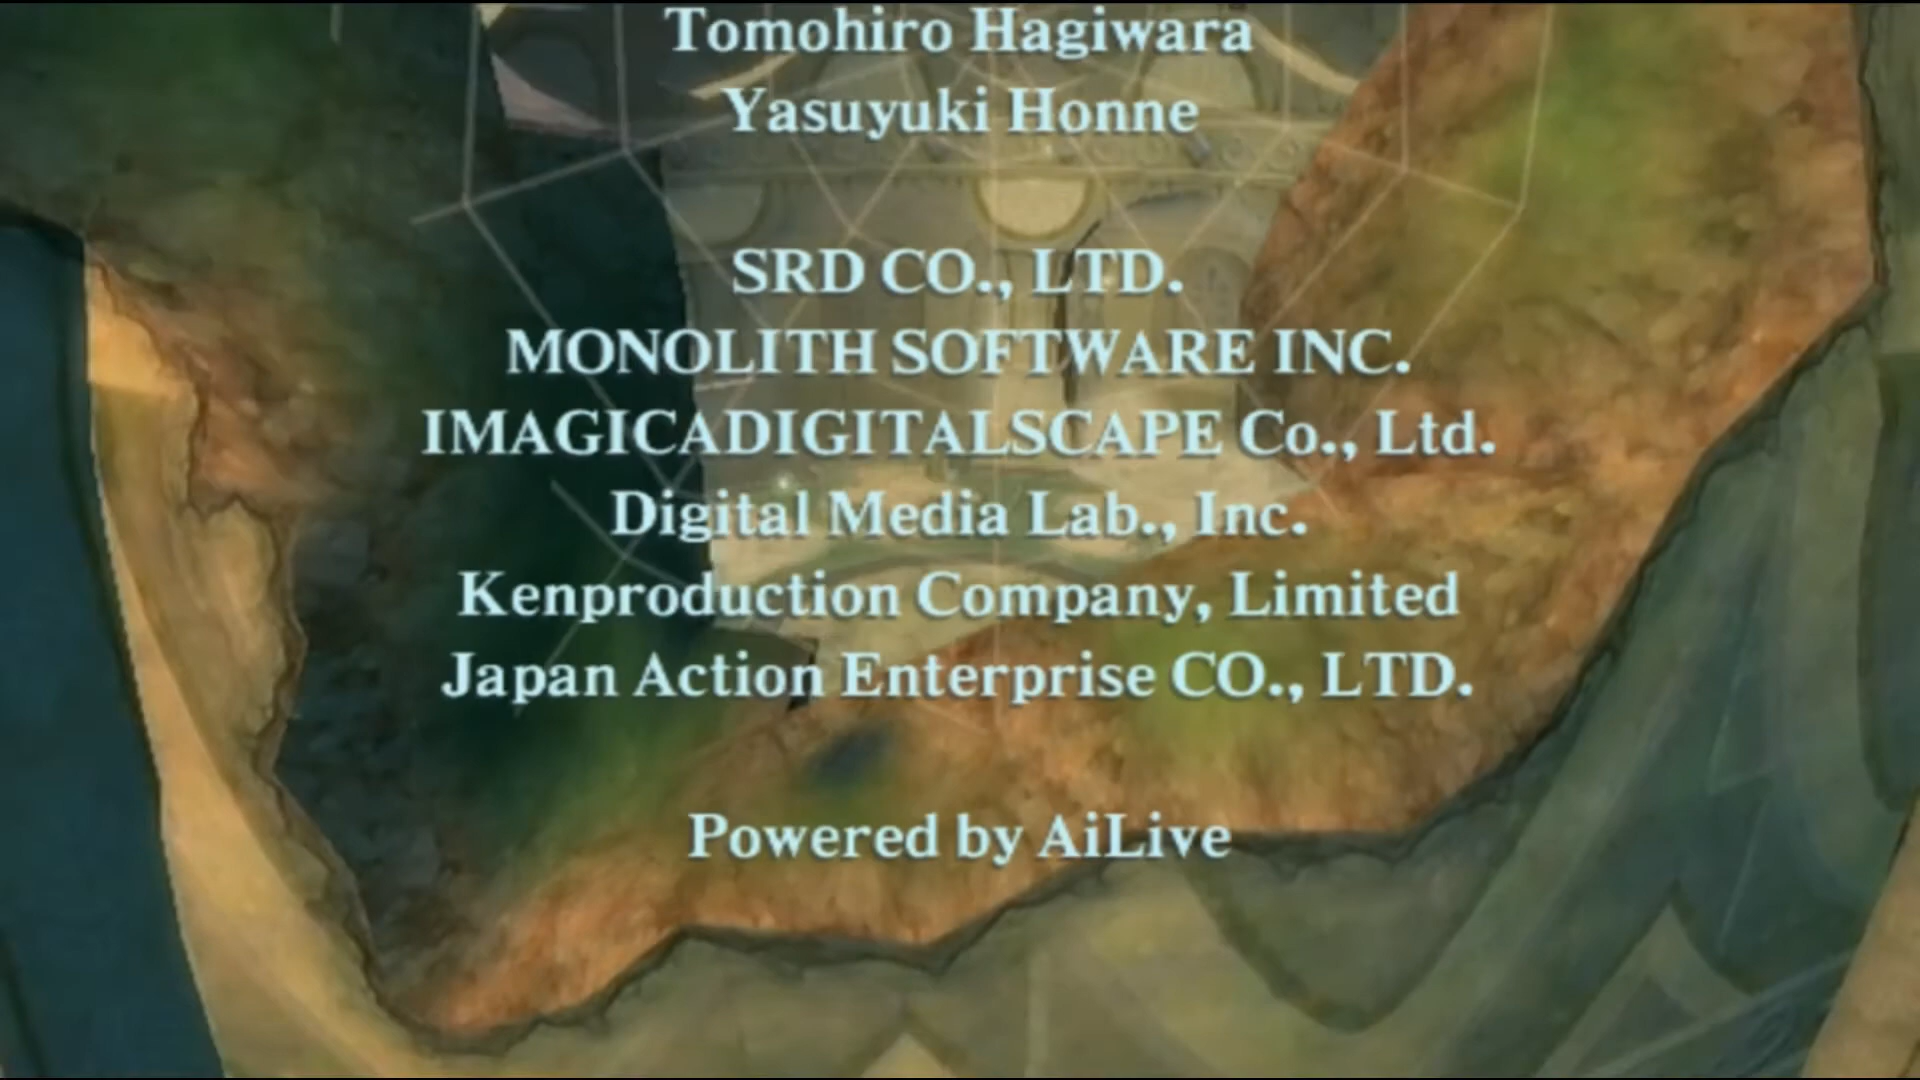 Tomohiro Hagiwara
Yasuyuki Honne
SRD CO., LTD.
MONOLITH SOFTWARE INC.
IMAGICADIGITALSCAPE Co., Ltd.
Digital Media Lab., Inc.
Kenproduction Company, Limited
Japan Action Enterprise CO., LTD.
Powered by AiLive